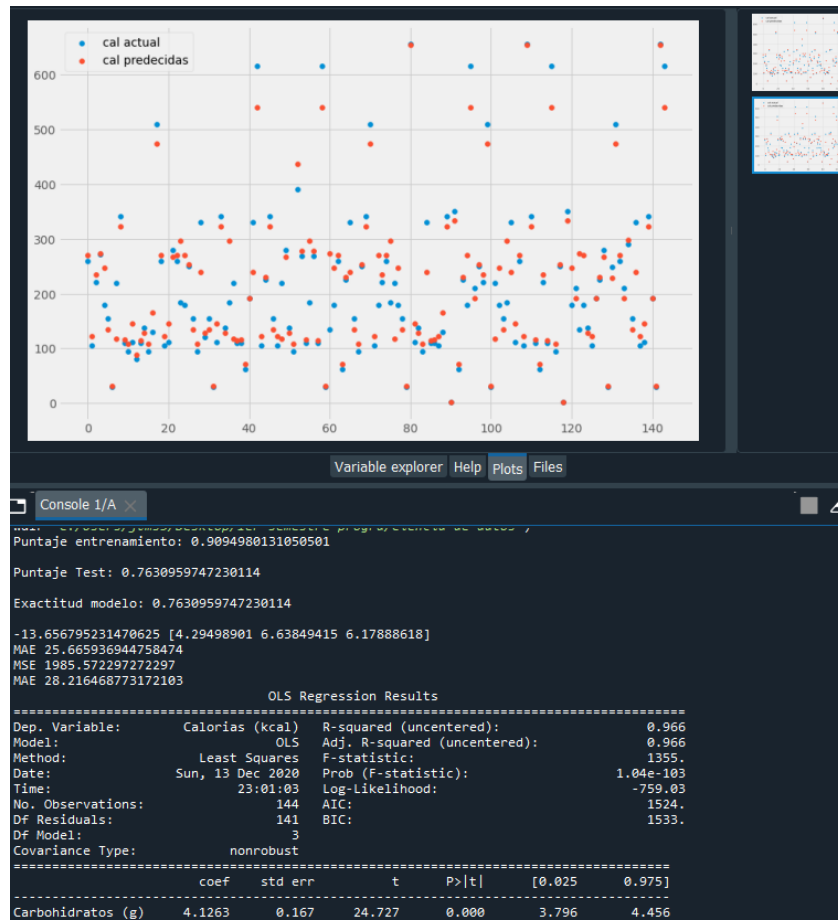 cal actual
cal predecidas
600
500
400
300
200
100
0
0 20 40 60 80 100 120 140
Variable explorer Help Plots Files
Console 1/A
Puntaje entrenamiento: 0.9094980131050501
Puntaje Test: 0.7630959747230114
Exactitud modelo: 0.7630959747230114
-13.656795231470625 [4.29498901 6.63849415 6.17888618]
MAE 25.665936944758474
MSE 1985.572297272297
MAE 28.216468773172103
OLS Regression Results
==============================================================================
Dep. Variable: Calorias (kcal) R-squared (uncentered): 0.966
Model: OLS Adj. R-squared (uncentered): 0.966
Method: Least Squares F-statistic: 1355.
Date: Sun, 13 Dec 2020 Prob (F-statistic): 1.04e-103
Time: 23:01:03 Log-Likelihood: -759.03
No. Observations: 144 AIC: 1524.
Df Residuals: 141 BIC: 1533.
Df Model: 3
Covariance Type: nonrobust
==============================================================================
coef std err t P>|t| [0.025 0.975]
------------------------------------------------------------------------------
Carbohidratos (g) 4.1263 0.167 24.727 0.000 3.796 4.456